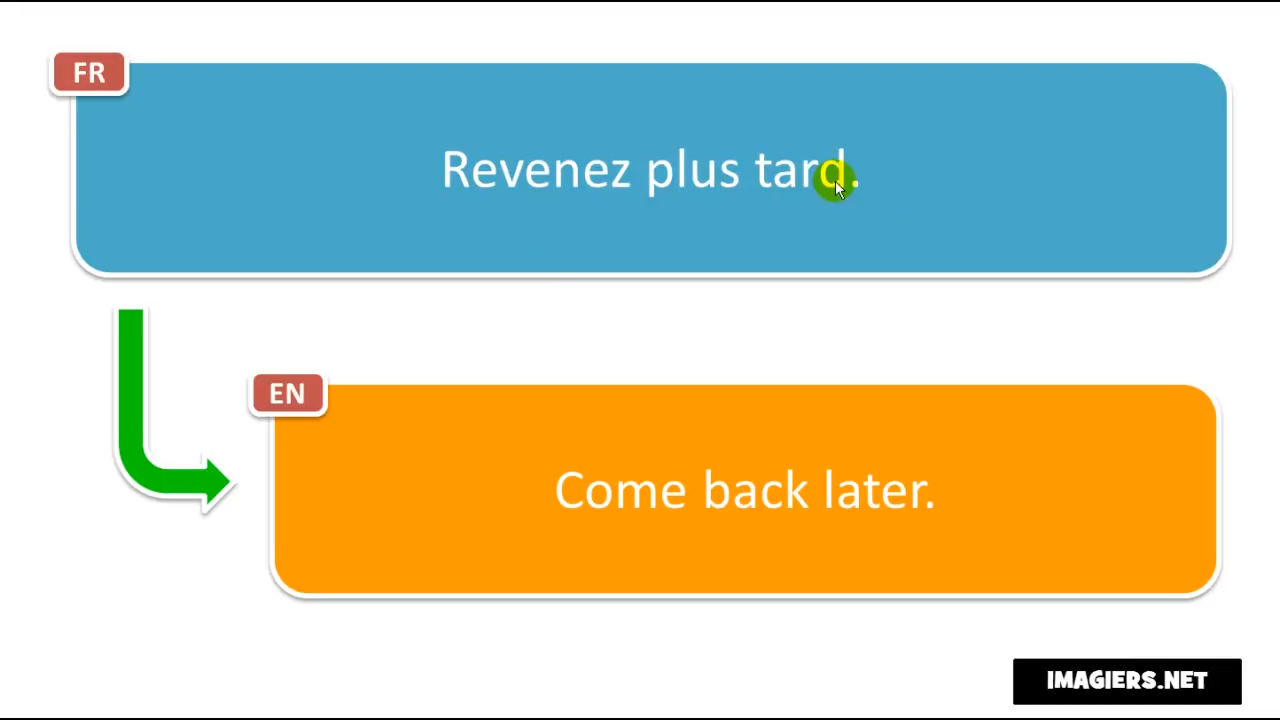 FR
Revenez plus tard.
EN
Come back later.
IMAGIERS.NET